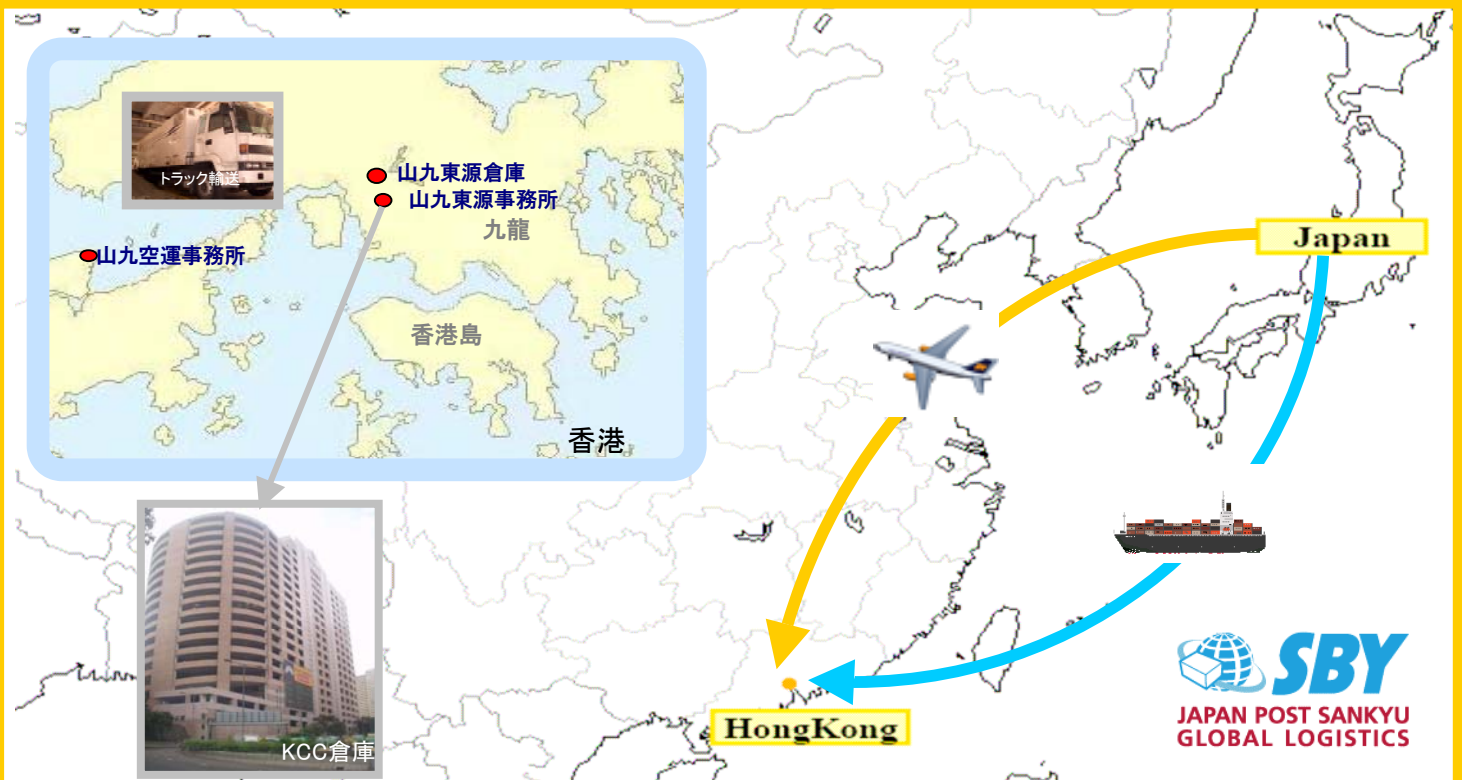 トラック輸送
山九東源倉庫
山九東源事務所
九龍
山九空運事務所
香港島
香港
KCC倉庫
Japan
HongKong
SBY
JAPAN POST SANKYU
GLOBAL LOGISTICS